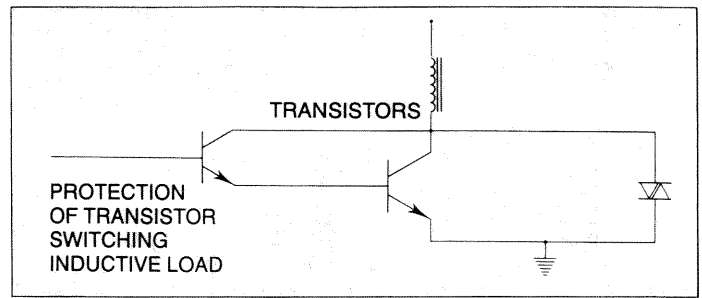 TRANSISTORS
PROTECTION
OF TRANSISTOR
SWITCHING
INDUCTIVE LOAD